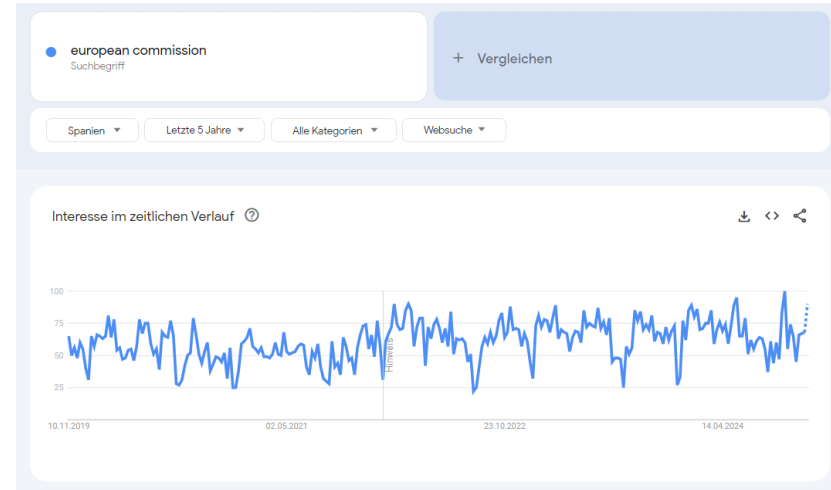 european commission
Suchbegriff
+ Vergleichen
Spanien
Letzte 5 Jahre
Alle Kategorien
Websuche
Interesse im zeitlichen Verlauf
100
75
50
25
Hinweis
10.11.2019
02.05.2021
23.10.2022
14.04.2024